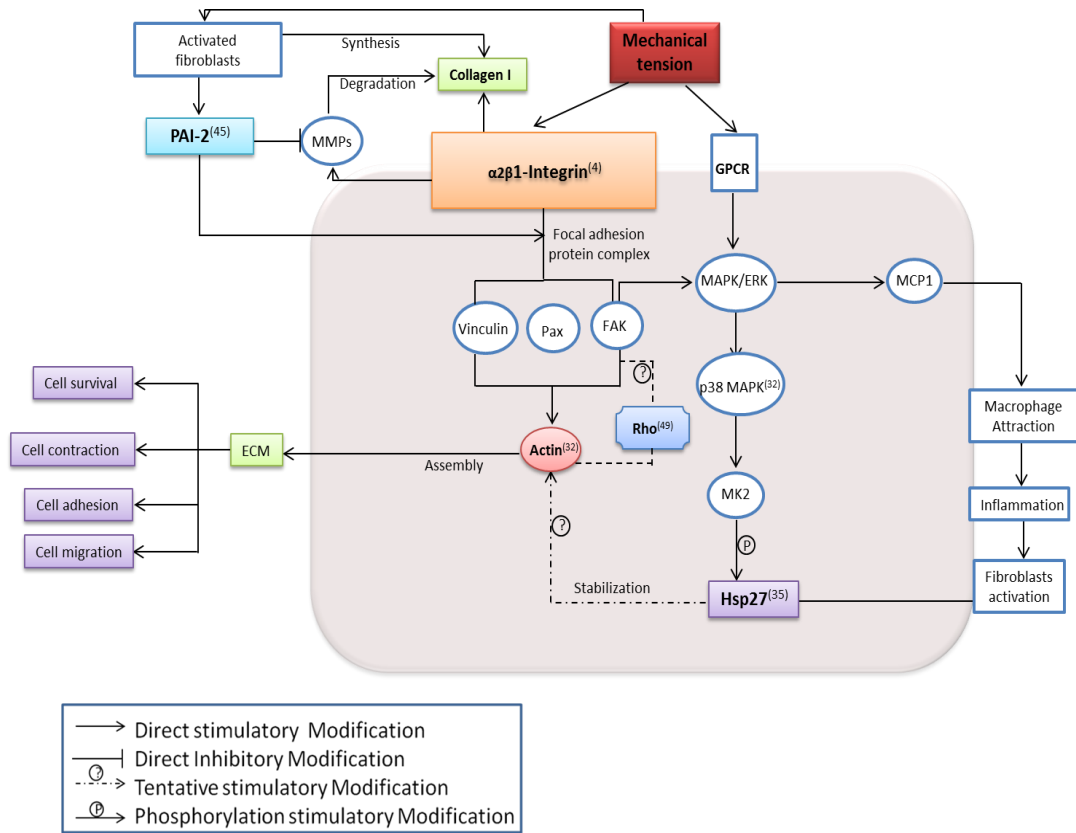 Activated
fibroblasts
Synthesis
Mechanical
tension
Collagen I
Degradation
PAI-2(45)
MMPs
α2β1-Integrin(4)
GPCR
Focal adhesion
protein complex
MAPK/ERK
MCP1
Vinculin
Pax
FAK
?
p38 MAPK(32)
Cell survival
Macrophage
Attraction
Rho(49)
Cell contraction
ECM
Actin(32)
Assembly
MK2
Cell adhesion
Inflammation
?
P
Cell migration
Stabilization
Hsp27(35)
Fibroblasts
activation
Direct stimulatory Modification
Direct Inhibitory Modification
?
Tentative stimulatory Modification
P
Phosphorylation stimulatory Modification